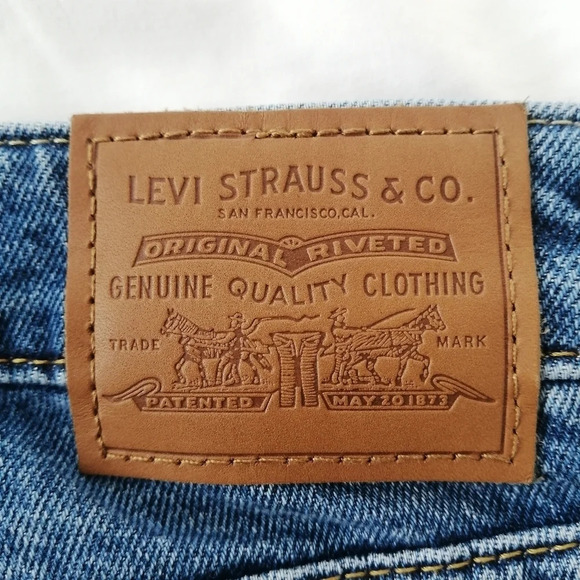 LEVI STRAUSS & CO.
SAN FRANCISCO, CAL.
ORIGINAL RIVETED
GENUINE QUALITY CLOTHING
TRADE MARK
PATENTED MAY 20 1873